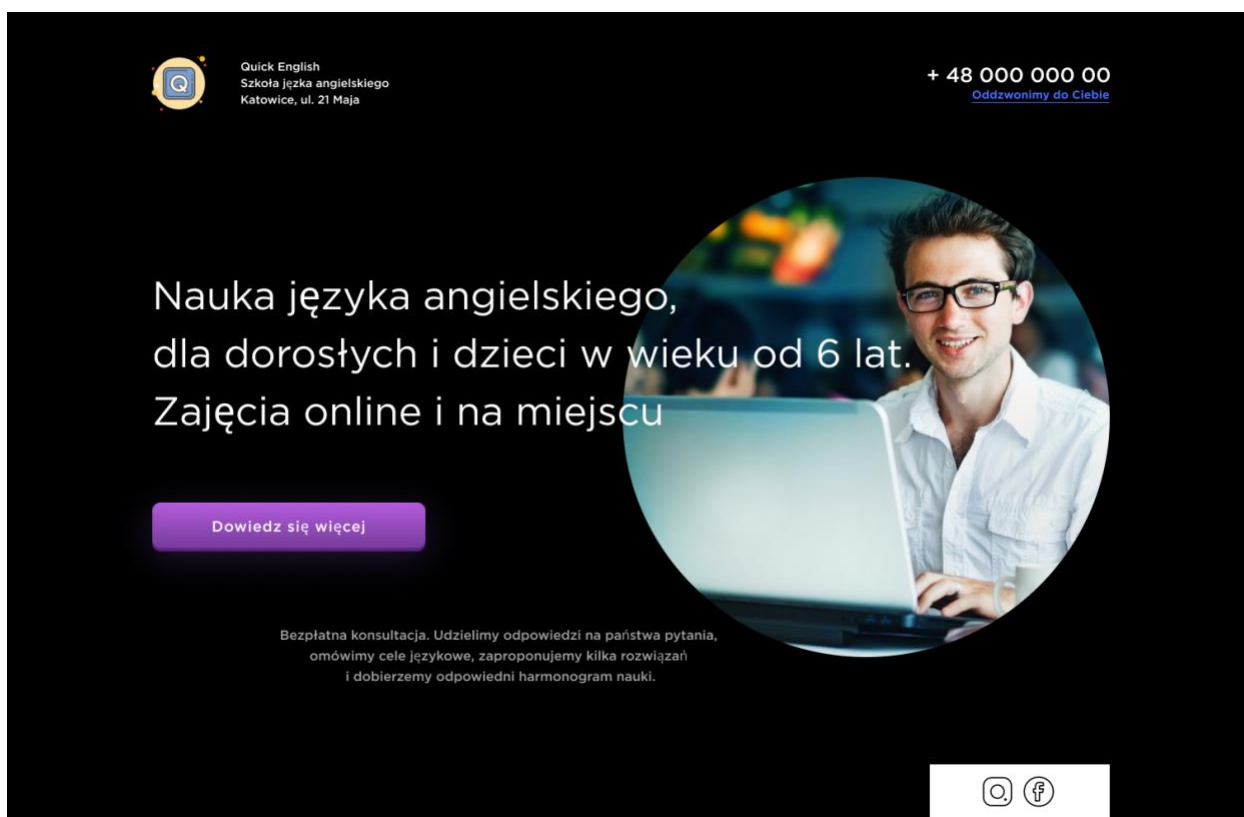 Q
Quick English
Szkoła jęzka angielskiego
Katowice, ul. 21 Maja
+ 48 000 000 00
Oddzwonimy do Ciebie
Nauka języka angielskiego,
dla dorosłych i dzieci w wieku od 6 lat.
Zajęcia online i na miejscu
Dowiedz się więcej
Bezpłatna konsultacja. Udzielimy odpowiedzi na państwa pytania,
omówimy cele językowe, zaproponujemy kilka rozwiązań
i dobierzemy odpowiedni harmonogram nauki.